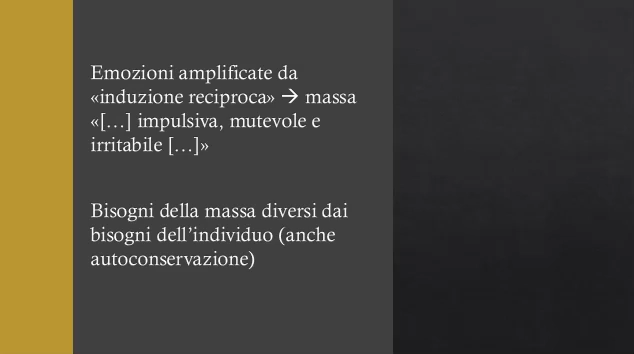 Emozioni amplificate da
«induzione reciproca» → massa
«[…] impulsiva, mutevole e
irritabile […]»
Bisogni della massa diversi dai
bisogni dell’individuo (anche
autoconservazione)